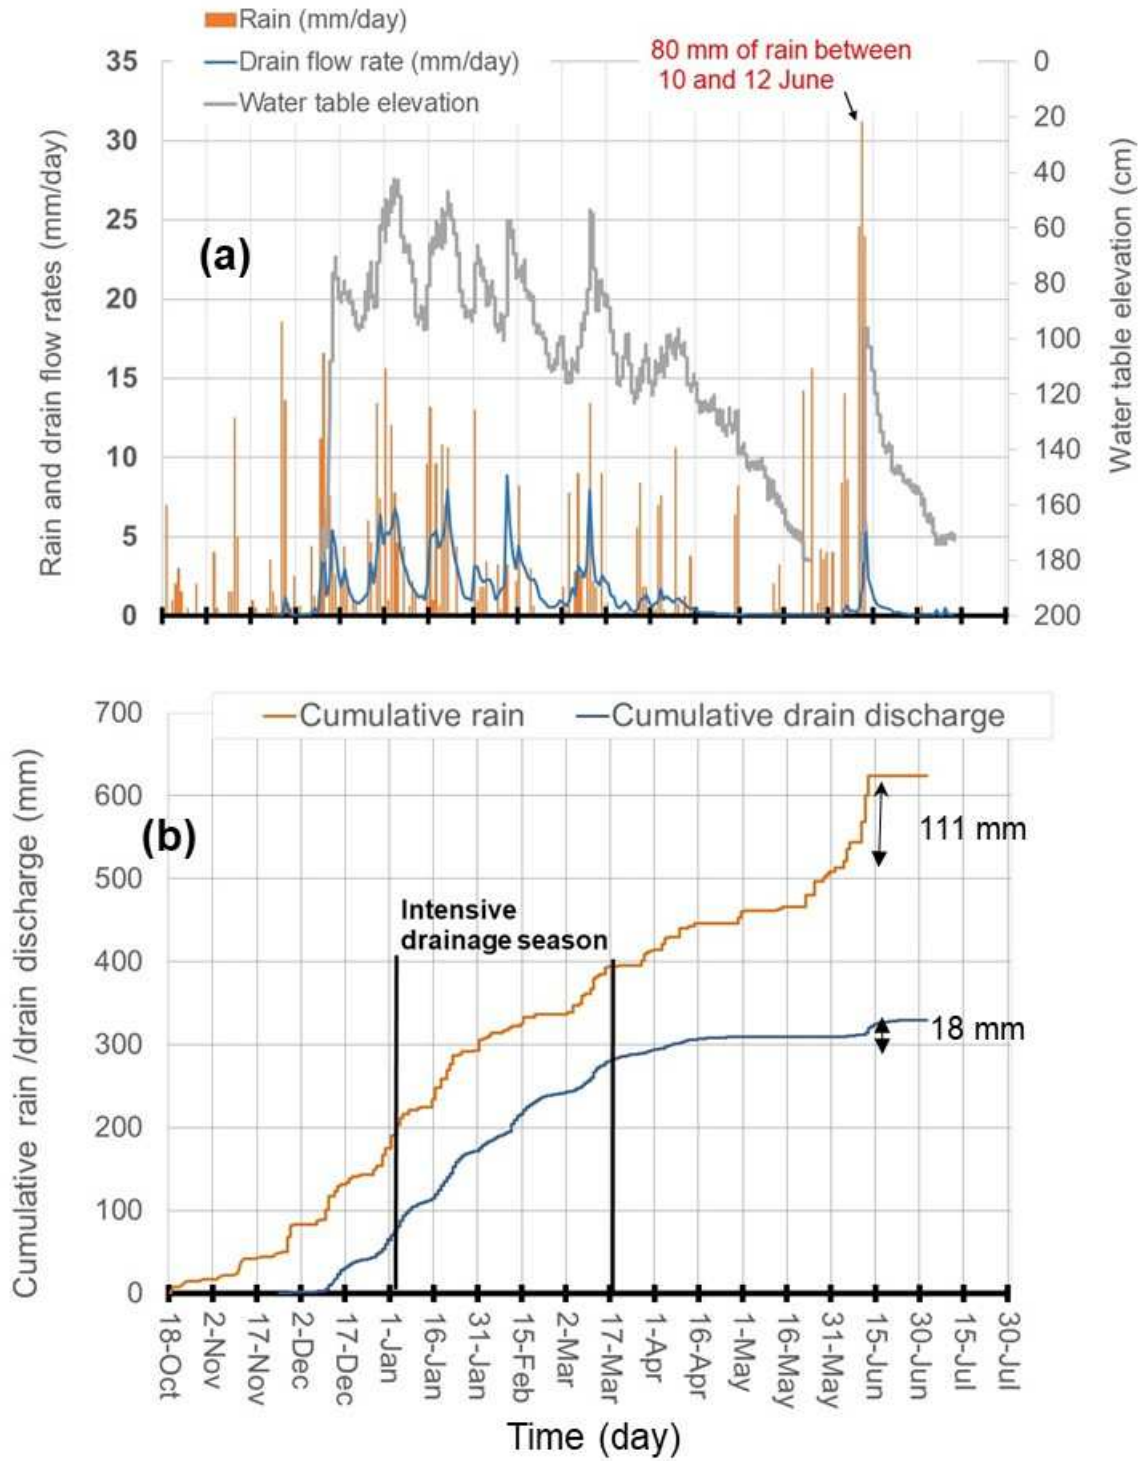 Rain (mm/day)
Drain flow rate (mm/day)
Water table elevation
80 mm of rain between
10 and 12 June
35
30
25
20
15
10
5
0
Rain and drain flow rates (mm/day)
(a)
0
20
40
60
80
100
120
140
160
180
200
Water table elevation (cm)
Cumulative rain
Cumulative drain discharge
700
600
500
400
300
200
100
0
Cumulative rain /drain discharge (mm)
(b)
Intensive
drainage season
111 mm
18 mm
18-Oct
2-Nov
17-Nov
2-Dec
17-Dec
1-Jan
16-Jan
31-Jan
15-Feb
2-Mar
17-Mar
1-Apr
16-Apr
1-May
16-May
31-May
15-Jun
30-Jun
15-Jul
30-Jul
Time (day)